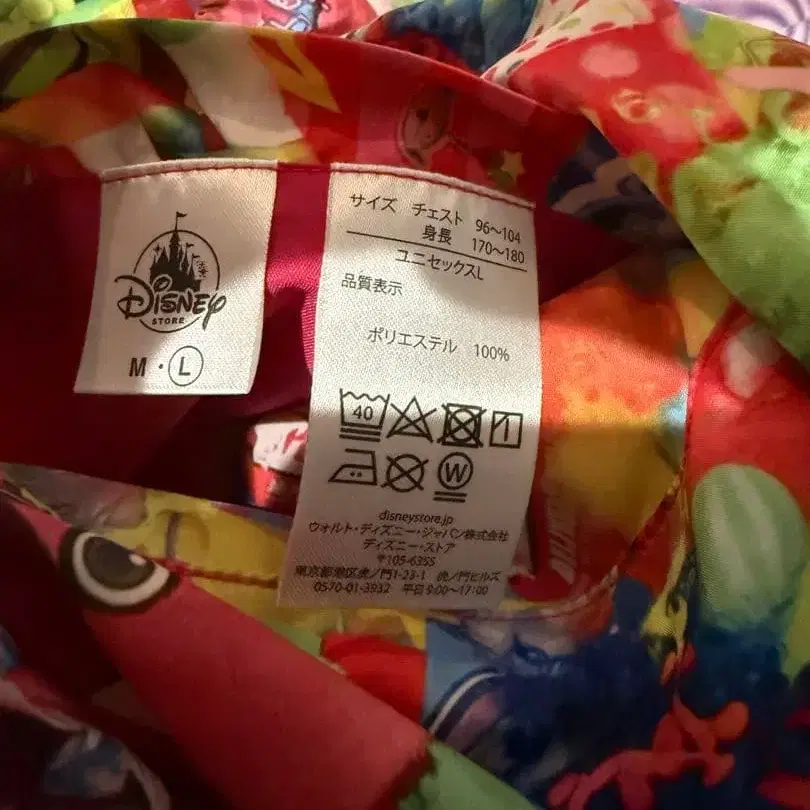 Disney
STORE
M・L
サイズ チェスト 96～104
身長 170～180
ユニセックスL
品質表示
ポリエステル 100%
40
W
disneystore.jp
ウォルト・ディズニー・ジャパン株式会社
ディズニー・ストア
〒105-6355
東京都港区虎ノ門1-23-1 虎ノ門ヒルズ
0570-01-3932 平日9:00～17:00